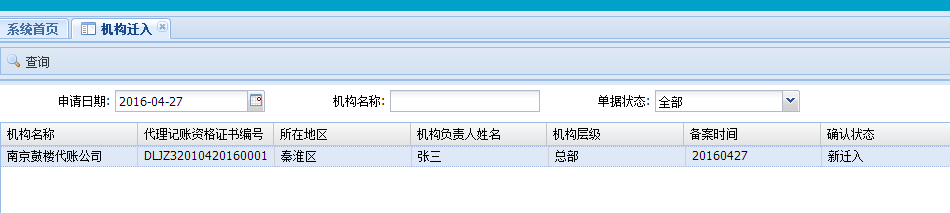 系统首页 机构迁入
查询
申请日期: 2016-04-27 机构名称: 单据状态: 全部
机构名称 代理记账资格证书编号 所在地区 机构负责人姓名 机构层级 备案时间 确认状态
南京鼓楼代账公司 DLJZ32010420160001 秦淮区 张三 总部 20160427 新迁入